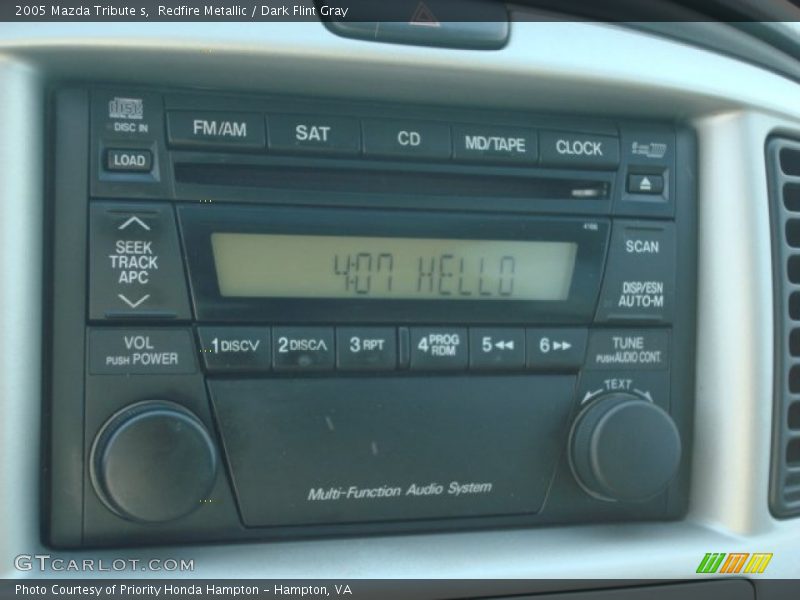 2005 Mazda Tribute s,  Redfire Metallic / Dark Flint Gray
DISC IN
LOAD
FM/AM
SAT
CD
MD/TAPE
CLOCK
SEEK
TRACK
APC
4:07 HELLO
SCAN
DISP/ESN
AUTO-M
VOL
PUSH POWER
1 DISC∨
2 DISC∧
3 RPT
4 PROG
RDM
5 ◀◀
6 ▶▶
TUNE
PUSH AUDIO CONT.
TEXT
Multi-Function Audio System
GTCARLOT.COM
Photo Courtesy of Priority Honda Hampton - Hampton, VA